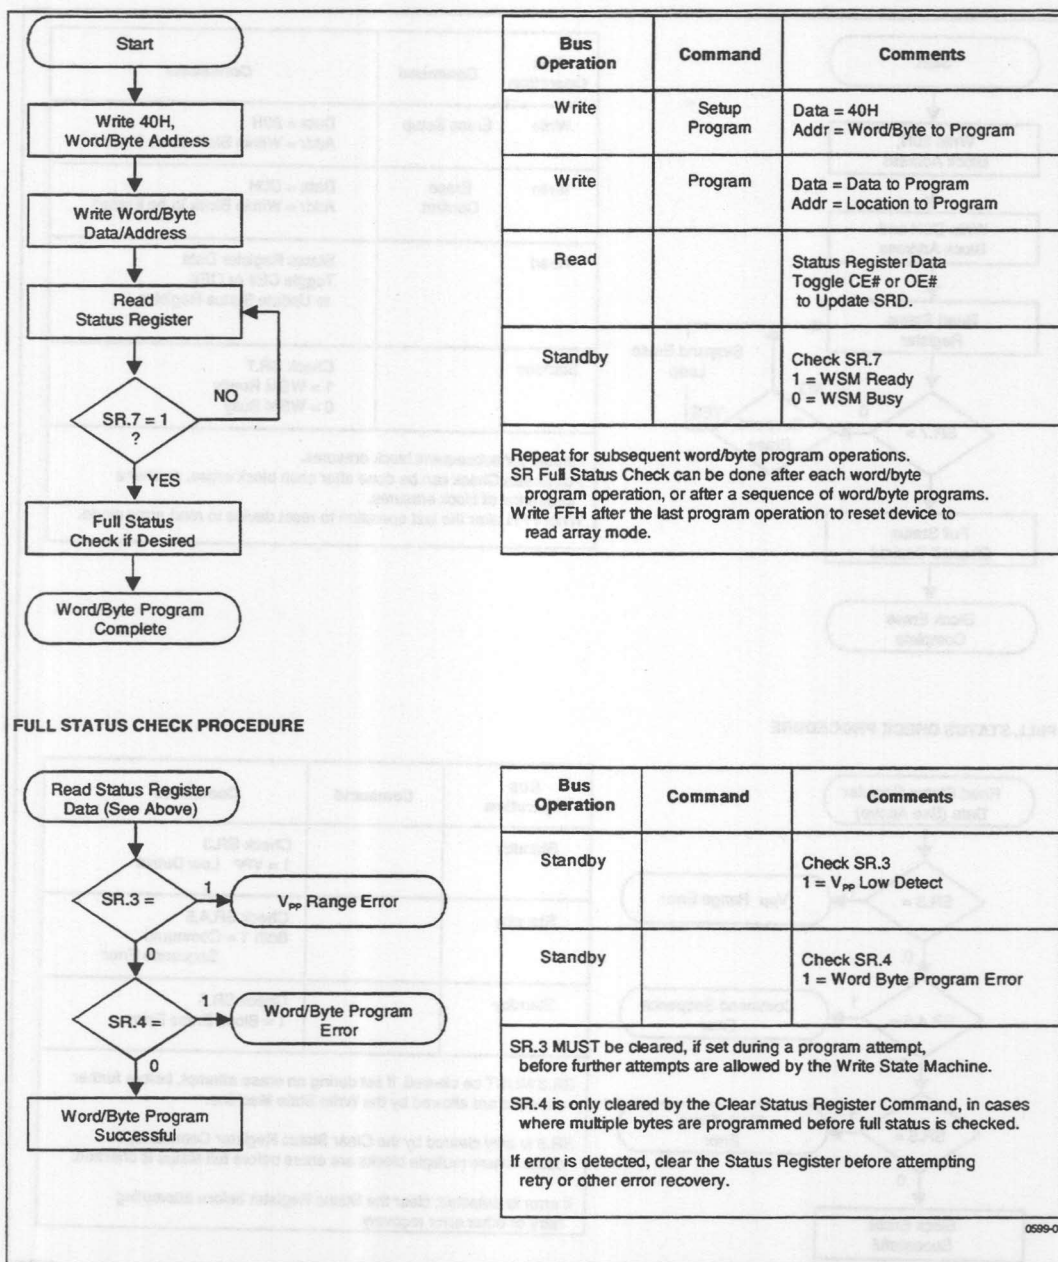 Start
Write 40H,
Word/Byte Address
Write Word/Byte
Data/Address
Read
Status Register
NO
SR.7 = 1
?
YES
Full Status
Check if Desired
Word/Byte Program
Complete
Bus
Operation
Command
Comments
Write
Setup
Program
Data = 40H
Addr = Word/Byte to Program
Write
Program
Data = Data to Program
Addr = Location to Program
Read
Status Register Data
Toggle CE# or OE#
to Update SRD.
Standby
Check SR.7
1 = WSM Ready
0 = WSM Busy
Repeat for subsequent word/byte program operations.
SR Full Status Check can be done after each word/byte
program operation, or after a sequence of word/byte programs.
Write FFH after the last program operation to reset device to
read array mode.
FULL STATUS CHECK PROCEDURE
Read Status Register
Data (See Above)
SR.3 =
1
VPP Range Error
0
SR.4 =
1
Word/Byte Program
Error
0
Word/Byte Program
Successful
Bus
Operation
Command
Comments
Standby
Check SR.3
1 = VPP Low Detect
Standby
Check SR.4
1 = Word Byte Program Error
SR.3 MUST be cleared, if set during a program attempt,
before further attempts are allowed by the Write State Machine.
SR.4 is only cleared by the Clear Status Register Command, in cases
where multiple bytes are programmed before full status is checked.
If error is detected, clear the Status Register before attempting
retry or other error recovery.
0599-0